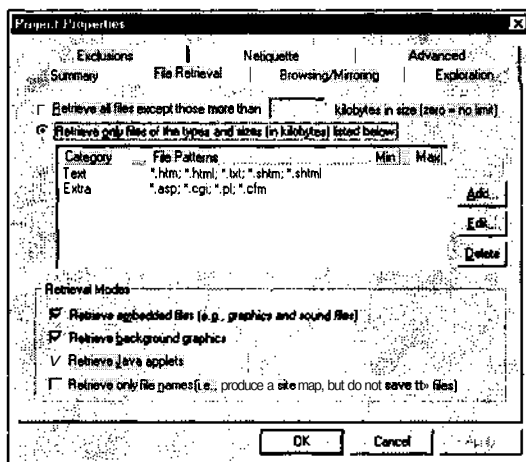 Project Properties
Exclusions Netiquette Advanced
Summary File Retrieval Browsing/Mirroring Exploration
Retrieve all files except those more than kilobytes in size (zero = no limit)
Retrieve only files of the types and sizes (in kilobytes) listed below:
Category File Patterns Min Max
Text *.htm; *.html; *.txt; *.shtm; *.shtml
Extra *.asp; *.cgi; *.pl; *.cfm
Add...
Edit...
Delete
Retrieval Modes
Retrieve embedded files (e.g., graphics and sound files)
Retrieve background graphics
Retrieve Java applets
Retrieve only file names (i.e., produce a site map, but do not save tt» files)
OK Cancel Apply